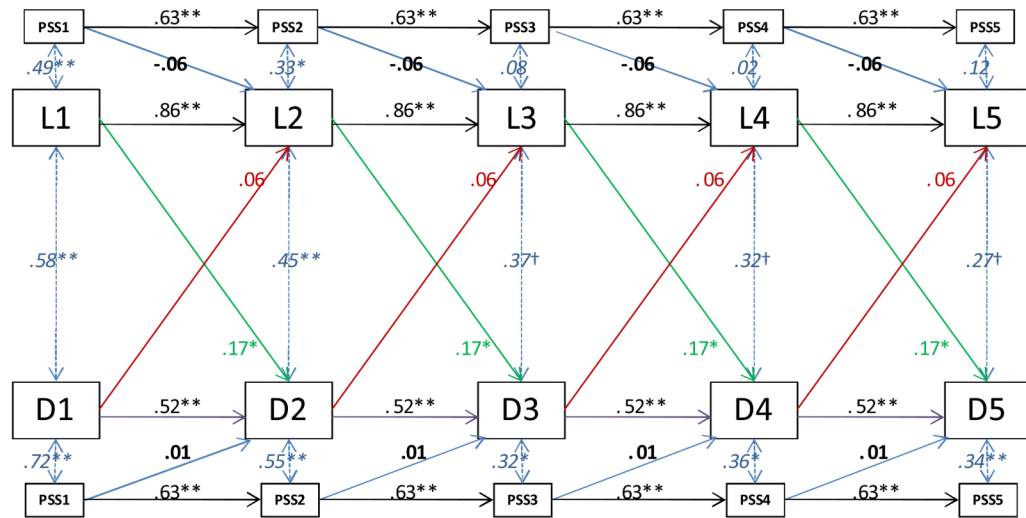 PSS1 .63** PSS2 .63** PSS3 .63** PSS4 .63** PSS5
.49** -.06 .33* -.06 .08 -.06 .02 -.06 .12
L1 .86** L2 .86** L3 .86** L4 .86** L5
.06 .06 .06 .06
.58** .45** .37† .32† .27†
.17* .17* .17* .17*
D1 .52** D2 .52** D3 .52** D4 .52** D5
.72** .01 .55** .01 .32* .01 .36* .01 .34**
PSS1 .63** PSS2 .63** PSS3 .63** PSS4 .63** PSS5